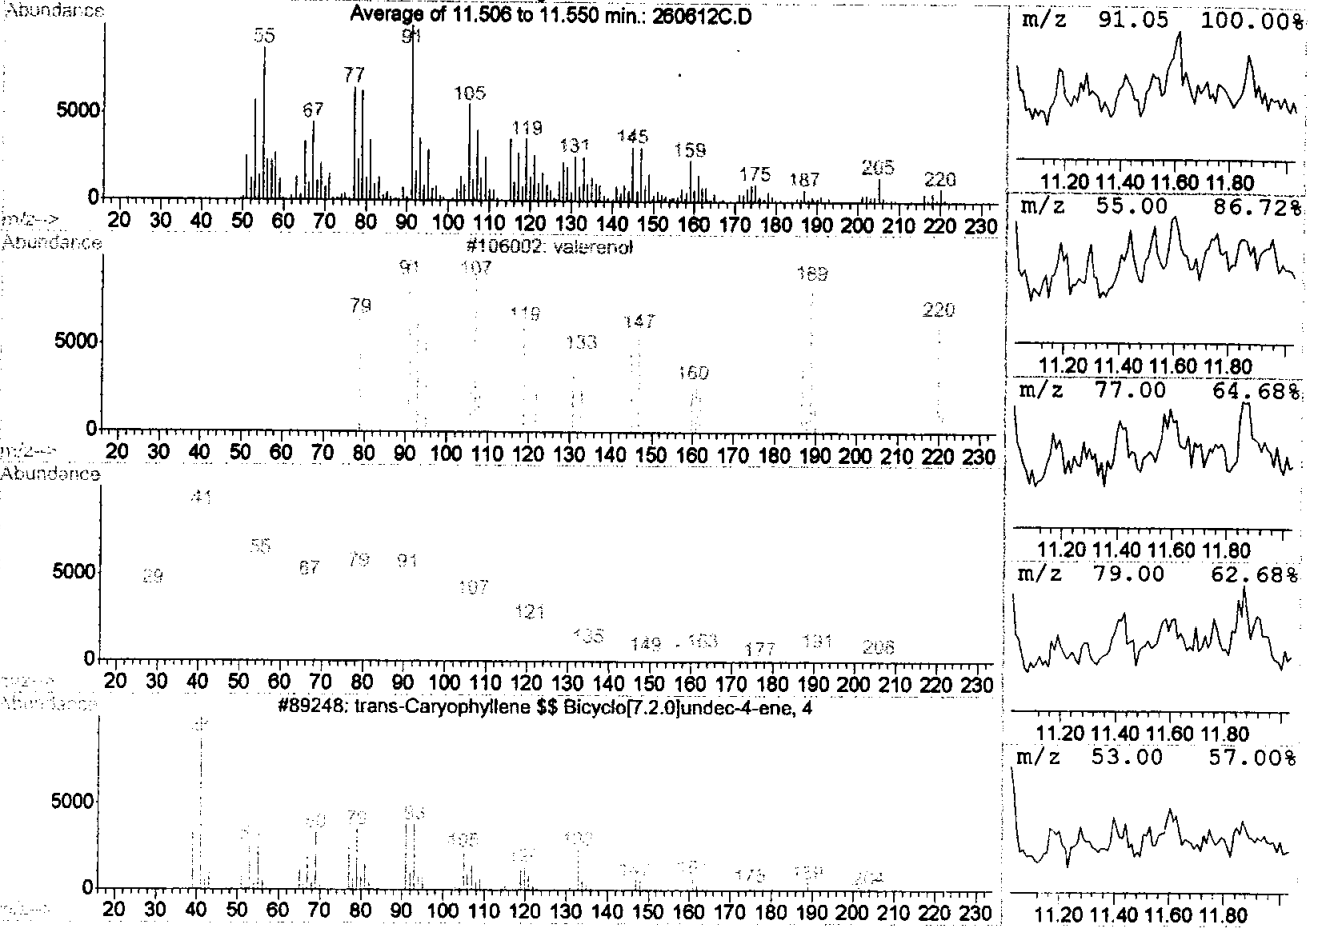 Abundance
Average of 11.506 to 11.550 min.: 260612C.D
55
91
77
67
105
119
131
145
159
175
187
205
220
5000
0
m/z-->
20 30 40 50 60 70 80 90 100 110 120 130 140 150 160 170 180 190 200 210 220 230
Abundance
#106002: valerenol
91
107
189
79
119
147
220
133
160
5000
0
m/z-->
20 30 40 50 60 70 80 90 100 110 120 130 140 150 160 170 180 190 200 210 220 230
Abundance
41
55
79
91
67
29
107
121
135
149
163
177
191
206
5000
0
20 30 40 50 60 70 80 90 100 110 120 130 140 150 160 170 180 190 200 210 220 230
Abundance
#89248: trans-Caryophyllene $$ Bicyclo[7.2.0]undec-4-ene, 4
5000
0
93
79
105
175
189
204
20 30 40 50 60 70 80 90 100 110 120 130 140 150 160 170 180 190 200 210 220 230
m/z 91.05 100.00%
11.20 11.40 11.60 11.80
m/z 55.00 86.72%
11.20 11.40 11.60 11.80
m/z 77.00 64.68%
11.20 11.40 11.60 11.80
m/z 79.00 62.68%
11.20 11.40 11.60 11.80
m/z 53.00 57.00%
11.20 11.40 11.60 11.80